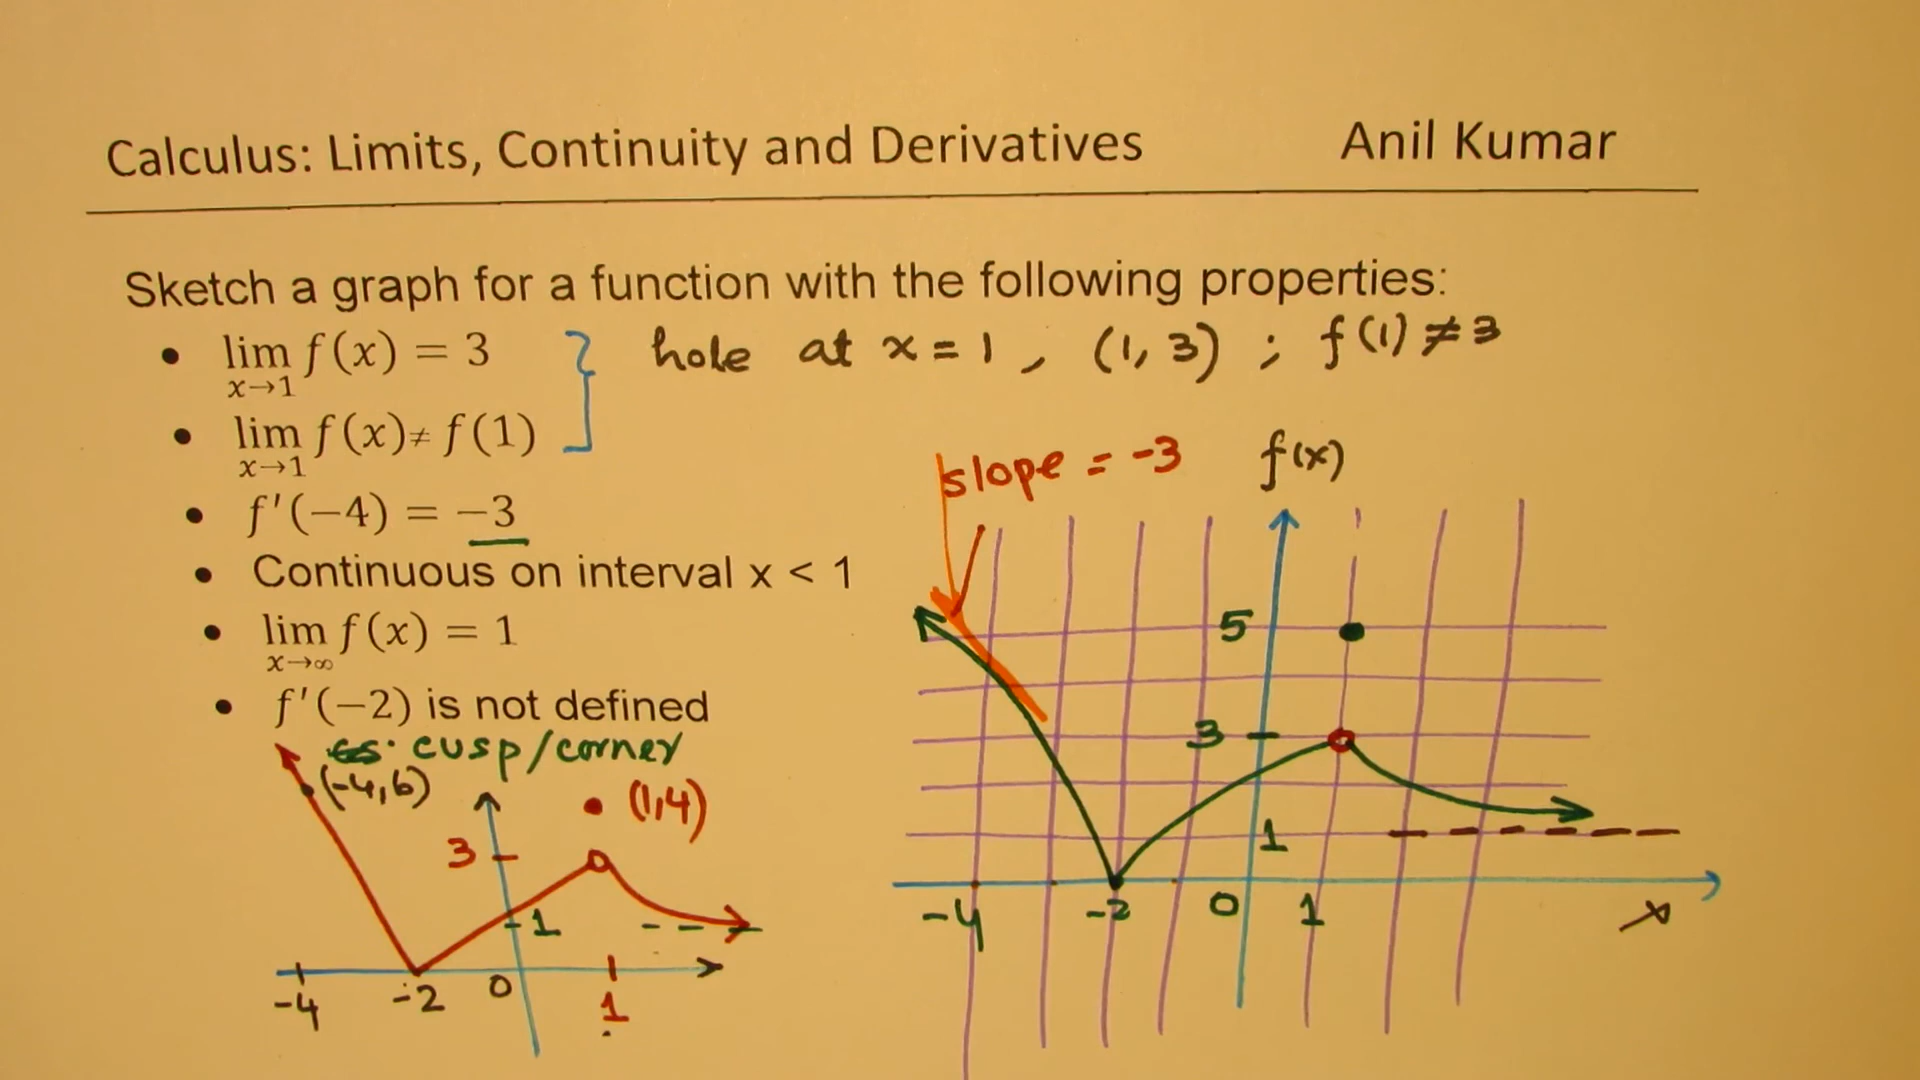 Calculus: Limits, Continuity and Derivatives Anil Kumar
Sketch a graph for a function with the following properties:
• lim f(x) = 3 hole at x = 1, (1, 3) ; f(1) ≠ 3
x→1
• lim f(x) ≠ f(1)
x→1
slope = -3 f(x)
• f'(−4) = −3
• Continuous on interval x < 1
• lim f(x) = 1
x→∞
5
• f'(−2) is not defined
cusp/corner
3
(-4,6)
(1,4)
3
1
1
-4 -2 0 1 x
-4 -2 0 1